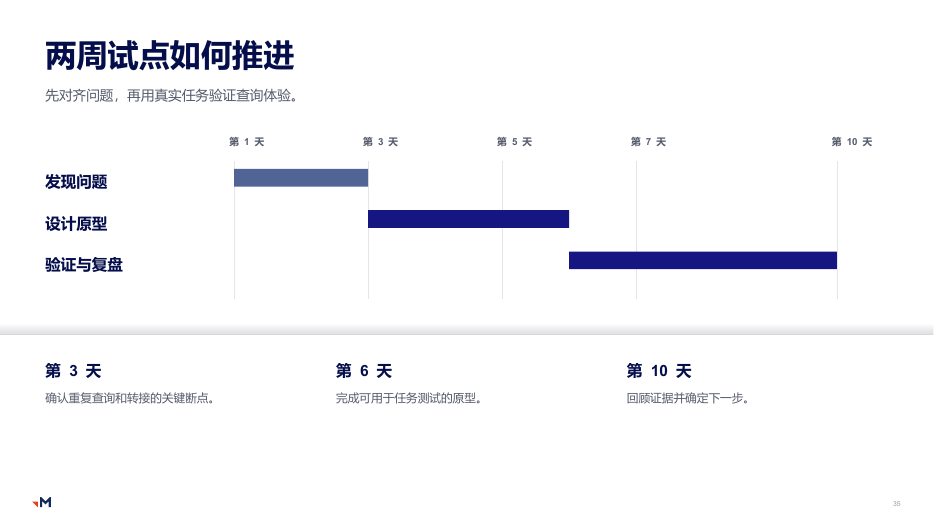 两周试点如何推进
先对齐问题，再用真实任务验证查询体验。
第 1 天 第 3 天 第 5 天 第 7 天 第 10 天
发现问题
设计原型
验证与复盘
第 3 天 第 6 天 第 10 天
确认重复查询和转接的关键断点。 完成可用于任务测试的原型。 回顾证据并确定下一步。
M 35